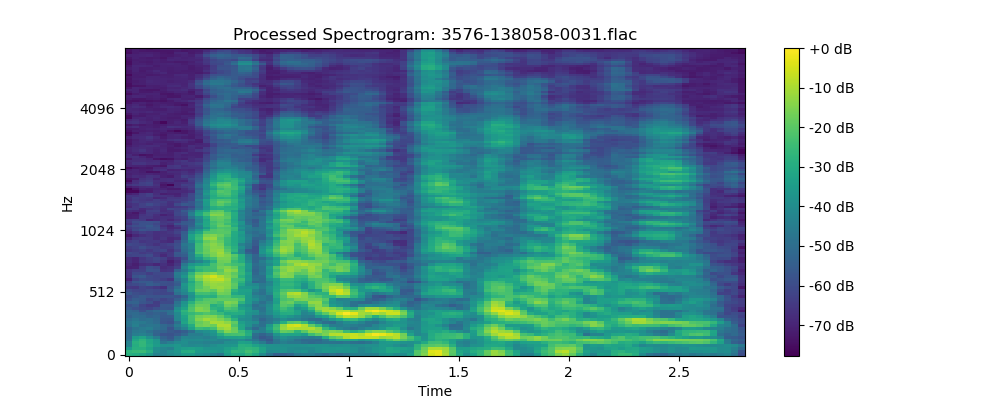 Processed Spectrogram: 3576-138058-0031.flac
+0 dB
-10 dB
-20 dB
-30 dB
-40 dB
-50 dB
-60 dB
-70 dB
Hz
4096
2048
1024
512
0
0
0.5
1
1.5
2
2.5
Time